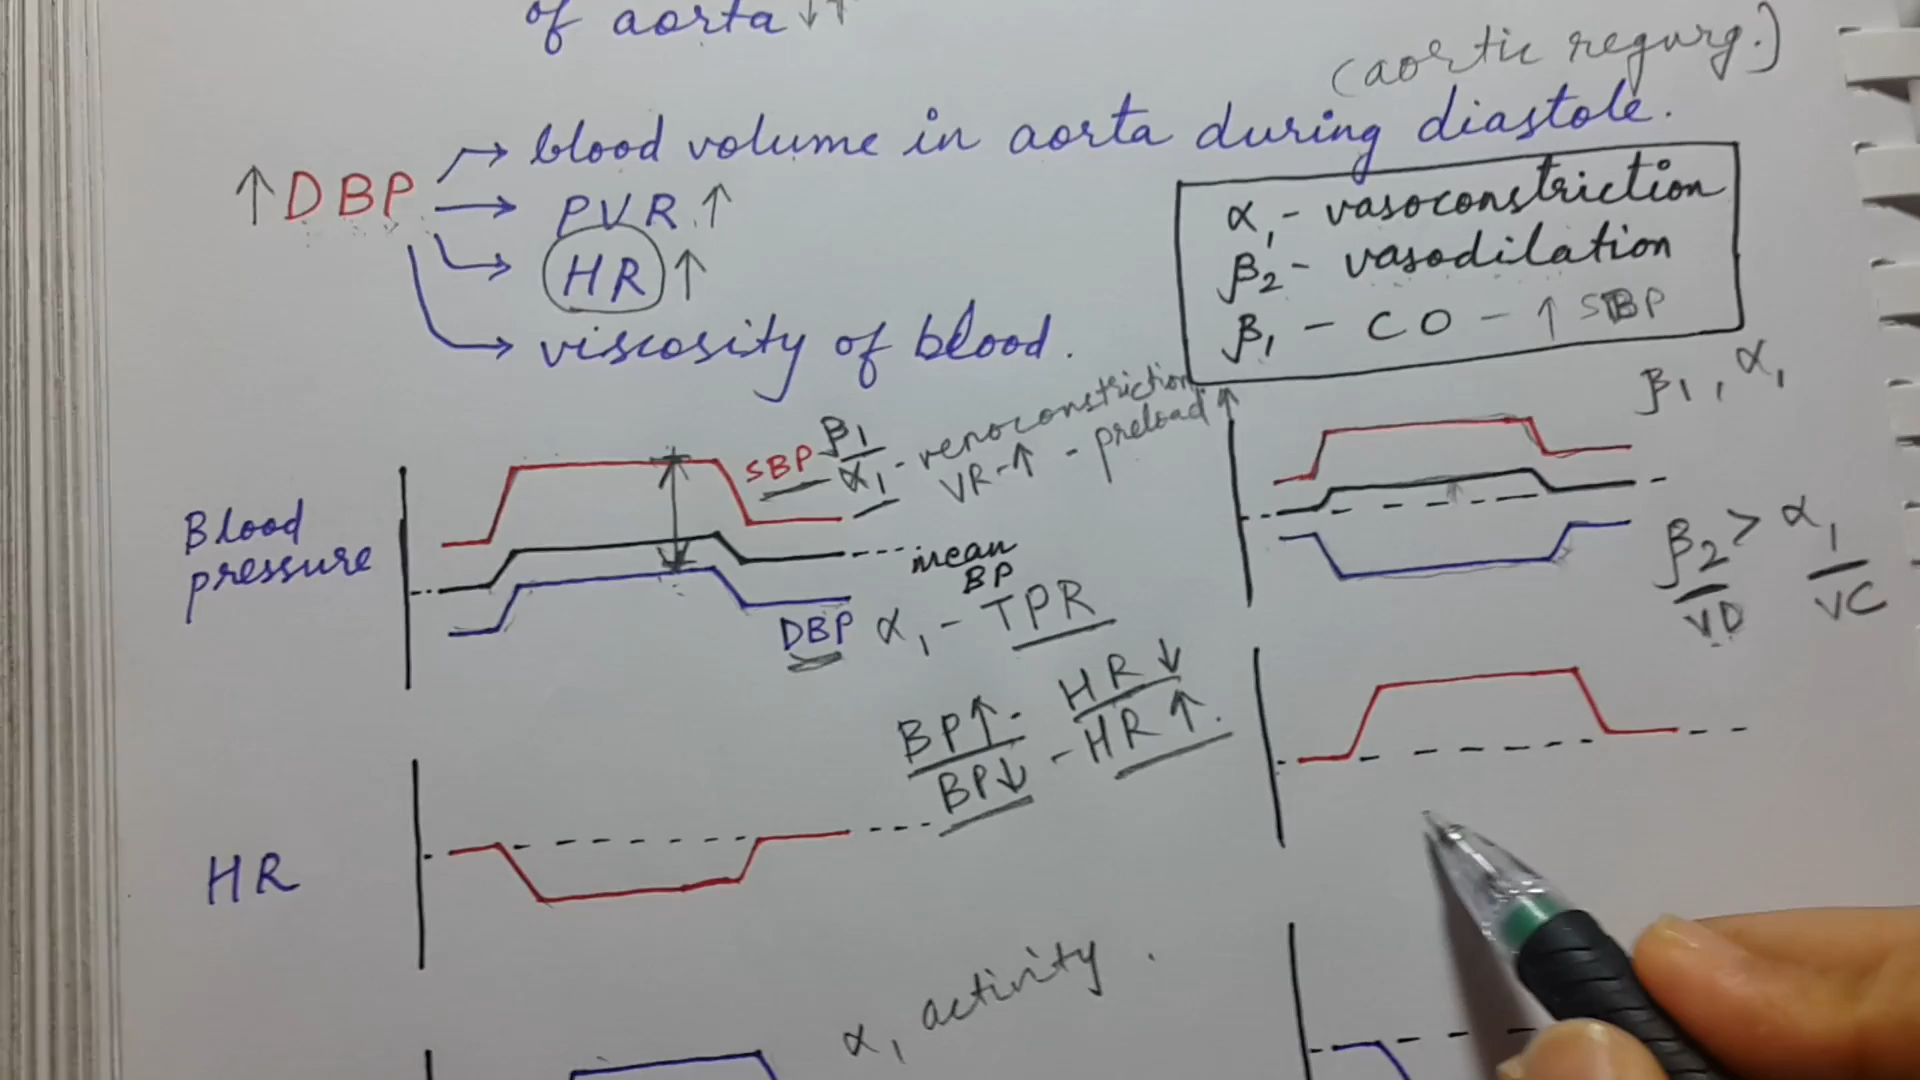 of aorta ↓↑
(aortic regurg.)
blood volume in aorta during diastole.
↑ DBP
PVR ↑
HR ↑
viscosity of blood.
α₁ - vasoconstriction
β₂ - vasodilation
β₁ - CO - ↑ SBP
β₁, α₁
Blood pressure
SBP β₁
α₁ - venoconstriction
VR - ↑ - preload ↑
mean BP
DBP α₁ - TPR
β₂ > α₁
VD VC
BP↑ - HR↓
BP↓ - HR↑.
HR
α₁ activity.